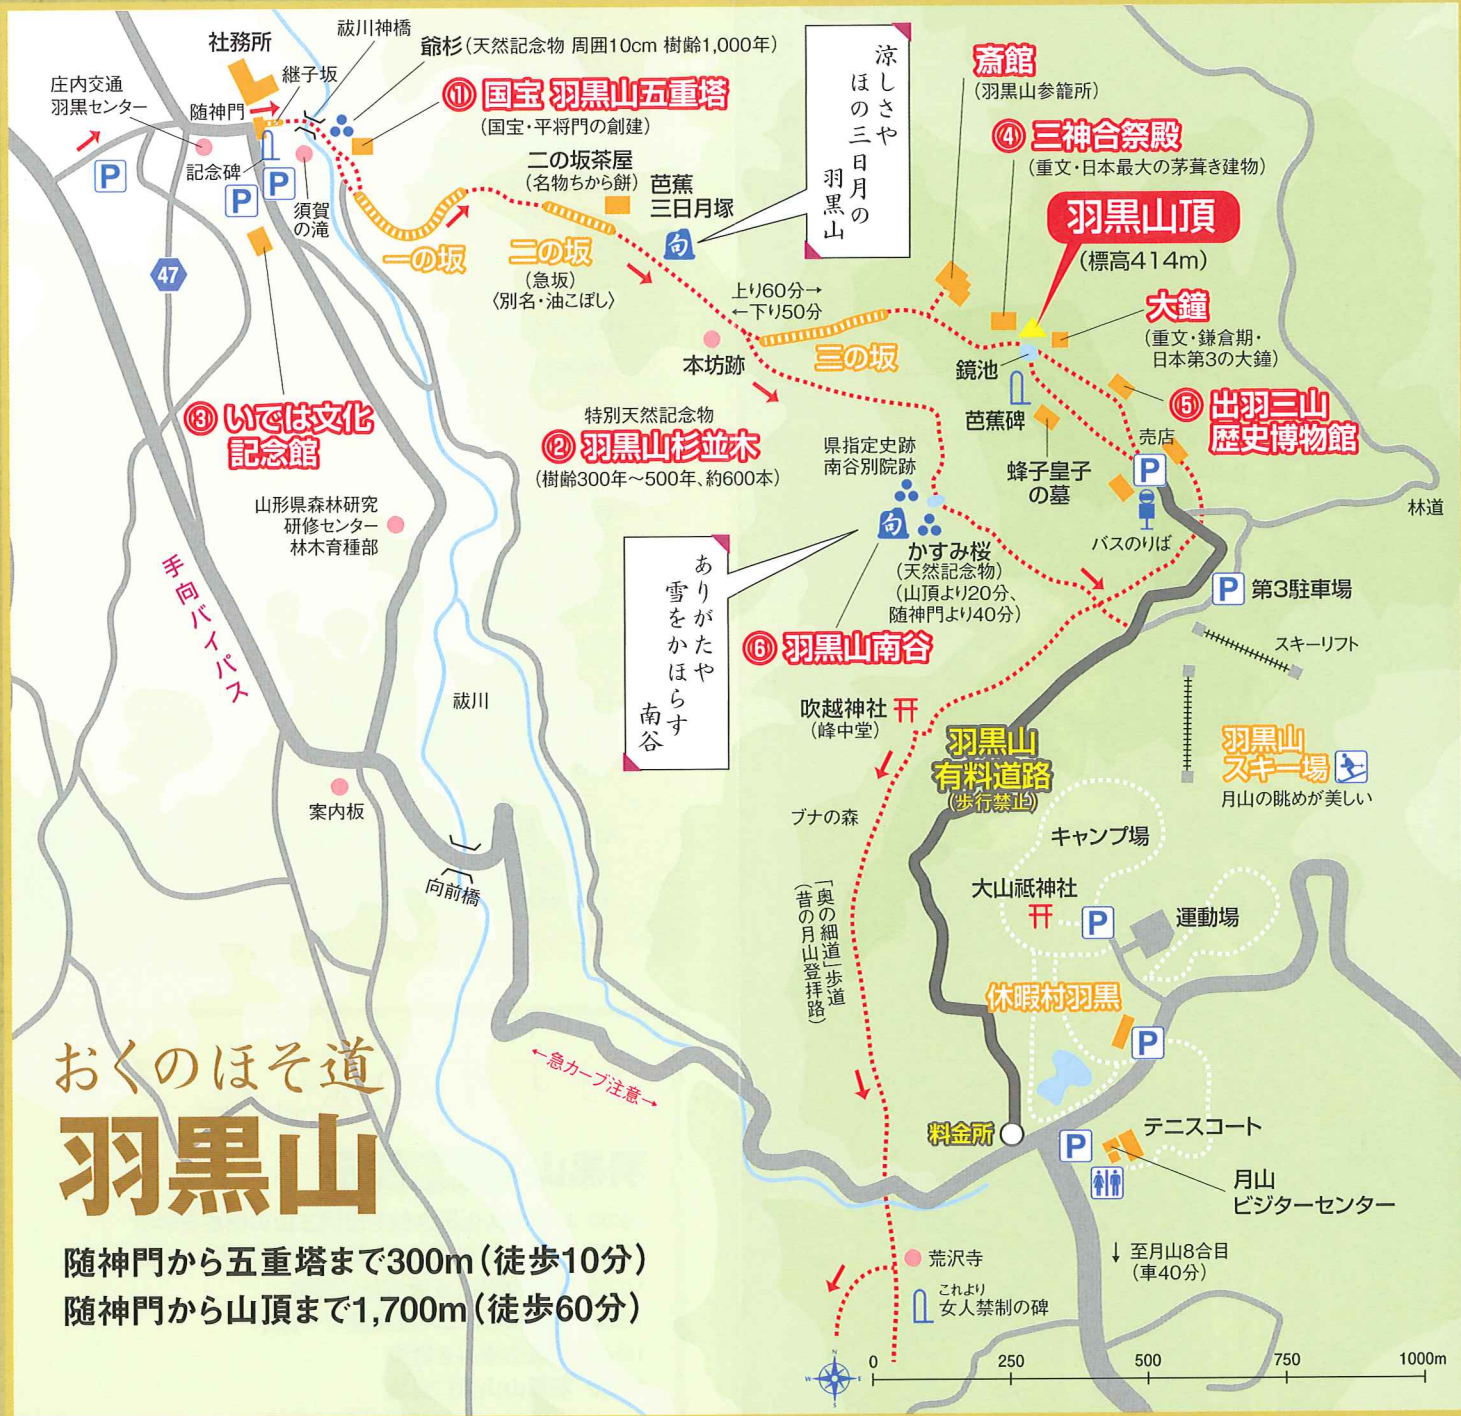 社務所
祓川神橋
爺杉(天然記念物 周囲10cm 樹齢1,000年)
継子坂
庄内交通
羽黒センター
随神門
① 国宝 羽黒山五重塔
(国宝・平将門の創建)
記念碑
P
P
P
須賀
の滝
47
二の坂茶屋
(名物ちから餅)
芭蕉
三日月塚
句
涼しさや
ほの三日月の
羽黒山
斎館
(羽黒山参籠所)
④ 三神合祭殿
(重文・日本最大の茅葺き建物)
羽黒山頂
(標高414m)
一の坂
二の坂
(急坂)
〈別名・油こぼし〉
上り60分→
←下り50分
大鐘
(重文・鎌倉期・
日本第3の大鐘)
本坊跡
三の坂
鏡池
芭蕉碑
③ いでは文化
記念館
特別天然記念物
② 羽黒山杉並木
(樹齢300年〜500年、約600本)
⑤ 出羽三山
歴史博物館
売店
P
蜂子皇子
の墓
バスのりば
林道
県指定史跡
南谷別院跡
句
かすみ桜
(天然記念物)
(山頂より20分、
随神門より40分)
山形県森林研究
研修センター
林木育種部
手向バイパス
ありがたや
雪をかほらす
南谷
⑥ 羽黒山南谷
P 第3駐車場
スキーリフト
祓川
吹越神社
(峰中堂)
羽黒山
有料道路
(歩行禁止)
羽黒山
スキー場
月山の眺めが美しい
案内板
ブナの森
キャンプ場
向前橋
「奥の細道」歩道
(昔の月山登拝路)
大山祇神社
P
運動場
休暇村羽黒
P
←急カーブ注意→
おくのほそ道
羽黒山
料金所
P
テニスコート
月山
ビジターセンター
随神門から五重塔まで300m(徒歩10分)
随神門から山頂まで1,700m(徒歩60分)
↓ 至月山8合目
(車40分)
荒沢寺
これより
女人禁制の碑
N
W
E
S
0 250 500 750 1000m